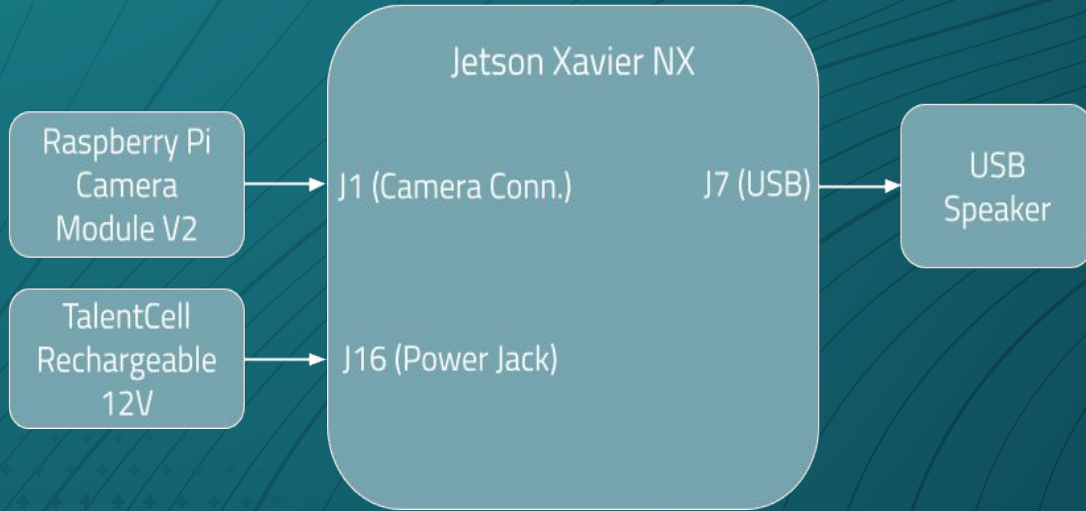 Jetson Xavier NX
Raspberry Pi
Camera
Module V2
J1 (Camera Conn.)
J7 (USB)
USB
Speaker
TalentCell
Rechargeable
12V
J16 (Power Jack)